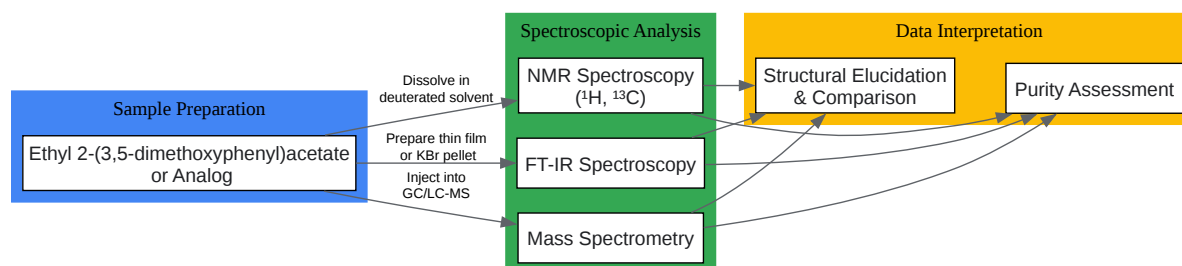 Sample Preparation
Ethyl 2-(3,5-dimethoxyphenyl)acetate
or Analog
Dissolve in
deuterated solvent
Prepare thin film
or KBr pellet
Inject into
GC/LC-MS
Spectroscopic Analysis
NMR Spectroscopy
(¹H, ¹³C)
FT-IR Spectroscopy
Mass Spectrometry
Data Interpretation
Structural Elucidation
& Comparison
Purity Assessment